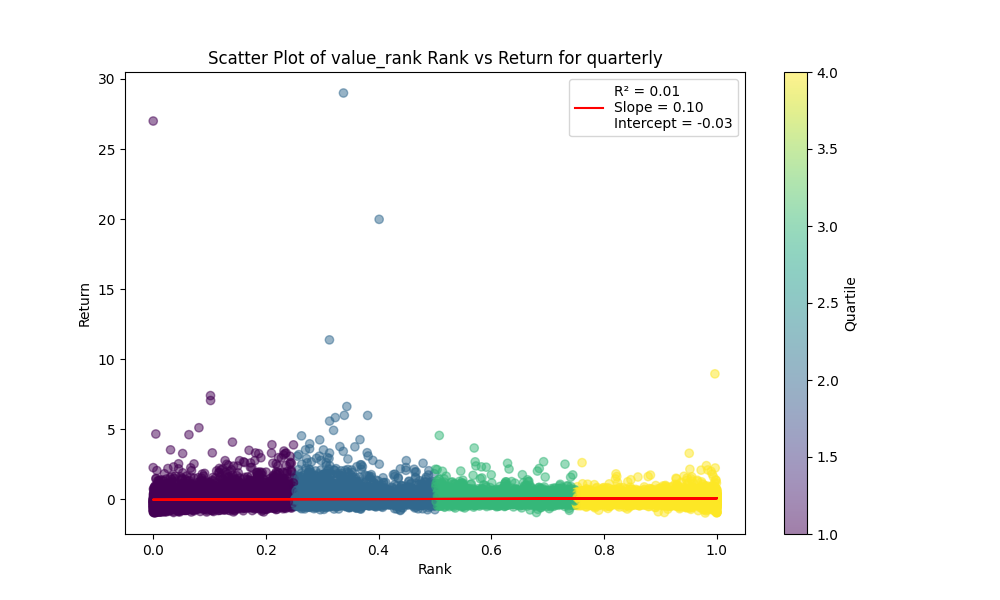 Scatter Plot of value_rank Rank vs Return for quarterly
R² = 0.01
Slope = 0.10
Intercept = -0.03
30
25
20
15
10
5
0
Return
0.0 0.2 0.4 0.6 0.8 1.0
Rank
4.0
3.5
3.0
2.5
2.0
1.5
1.0
Quartile